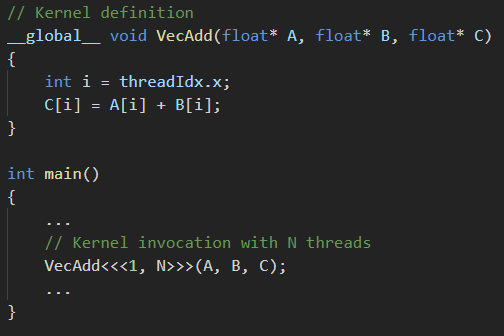 // Kernel definition
__global__ void VecAdd(float* A, float* B, float* C)
{
    int i = threadIdx.x;
    C[i] = A[i] + B[i];
}

int main()
{
    ...
    // Kernel invocation with N threads
    VecAdd<<<1, N>>>(A, B, C);
    ...
}